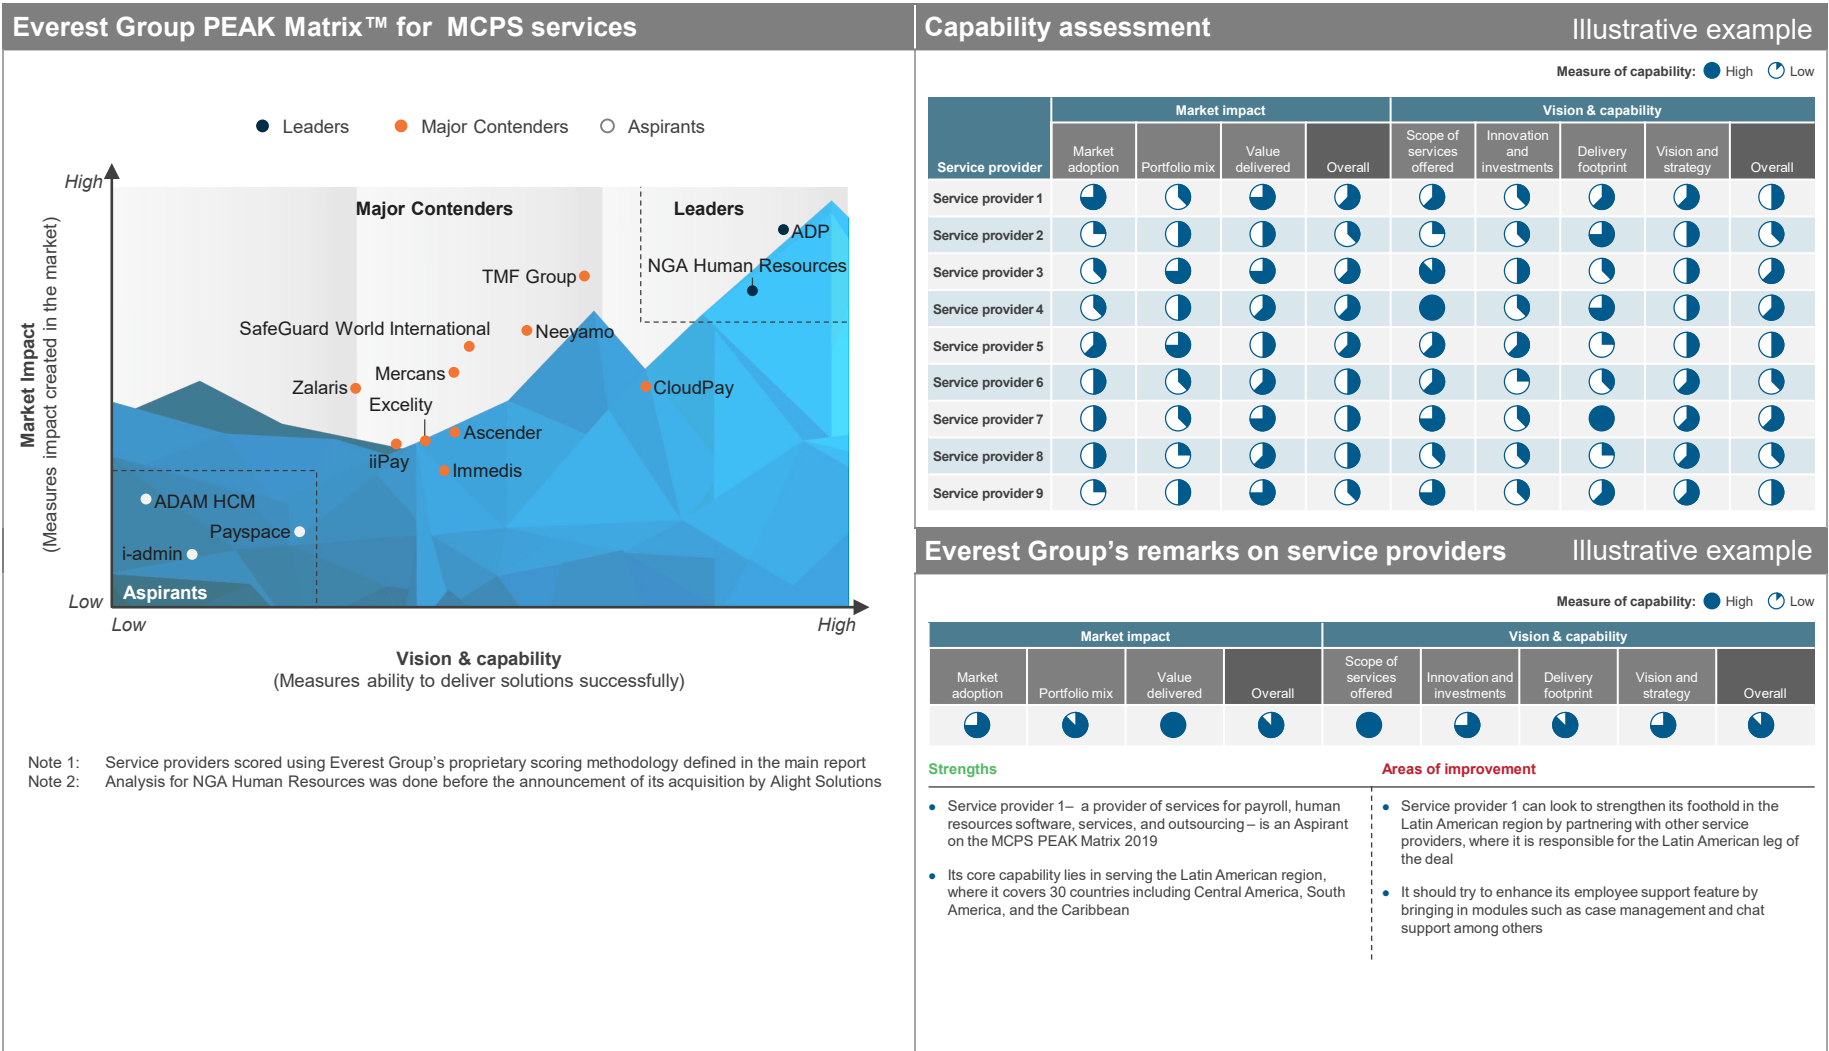 Everest Group PEAK Matrix™ for MCPS services
Leaders
Major Contenders
Aspirants
High
Major Contenders
Leaders
ADP
NGA Human Resources
TMF Group
SafeGuard World International
Neeyamo
Mercans
Zalaris
CloudPay
Excelity
Ascender
iiPay
Immedis
ADAM HCM
Payspace
i-admin
Aspirants
Market Impact
(Measures impact created in the market)
Low
Low
High
Vision & capability
(Measures ability to deliver solutions successfully)
Note 1: Service providers scored using Everest Group's proprietary scoring methodology defined in the main report
Note 2: Analysis for NGA Human Resources was done before the announcement of its acquisition by Alight Solutions
Capability assessment
Illustrative example
Measure of capability: High Low
Market impact
Vision & capability
Service provider
Market adoption
Portfolio mix
Value delivered
Overall
Scope of services offered
Innovation and investments
Delivery footprint
Vision and strategy
Overall
Service provider 1
Service provider 2
Service provider 3
Service provider 4
Service provider 5
Service provider 6
Service provider 7
Service provider 8
Service provider 9
Everest Group's remarks on service providers
Illustrative example
Measure of capability: High Low
Market impact
Vision & capability
Market adoption
Portfolio mix
Value delivered
Overall
Scope of services offered
Innovation and investments
Delivery footprint
Vision and strategy
Overall
Strengths
Service provider 1– a provider of services for payroll, human
resources software, services, and outsourcing – is an Aspirant
on the MCPS PEAK Matrix 2019
Its core capability lies in serving the Latin American region,
where it covers 30 countries including Central America, South
America, and the Caribbean
Areas of improvement
Service provider 1 can look to strengthen its foothold in the
Latin American region by partnering with other service
providers, where it is responsible for the Latin American leg of
the deal
It should try to enhance its employee support feature by
bringing in modules such as case management and chat
support among others